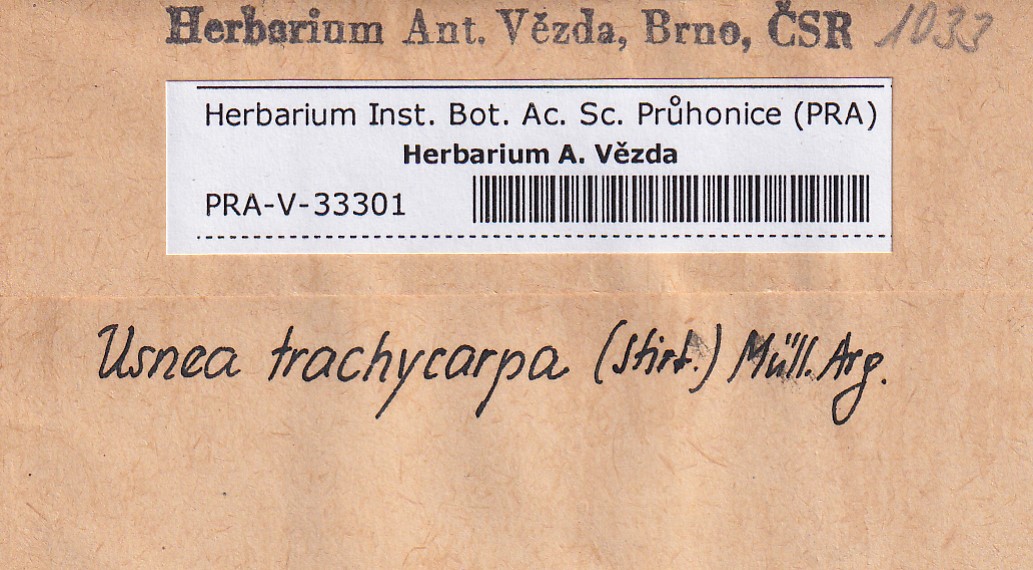 Herbarium Ant. Vězda, Brno, ČSR 1033
Herbarium Inst. Bot. Ac. Sc. Průhonice (PRA)
Herbarium A. Vězda
PRA-V-33301
Usnea trachycarpa (Stirt.) Müll. Arg.